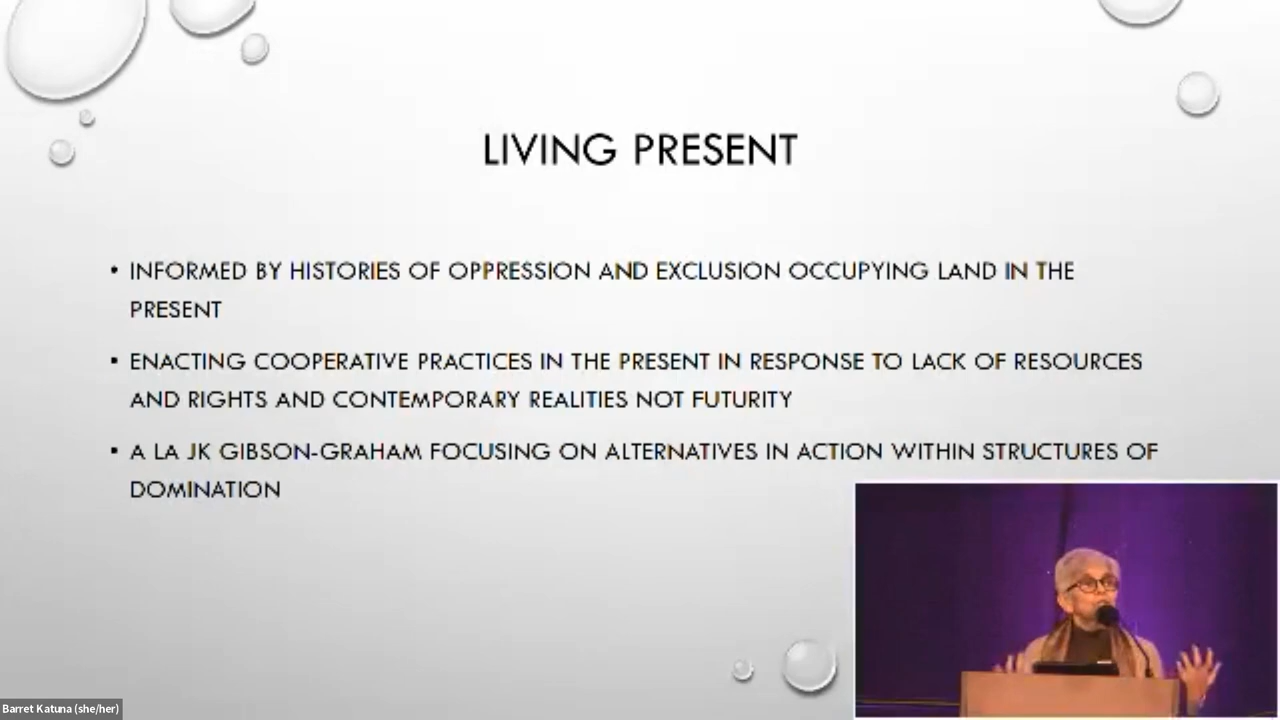 LIVING PRESENT
• INFORMED BY HISTORIES OF OPPRESSION AND EXCLUSION OCCUPYING LAND IN THE
PRESENT
• ENACTING COOPERATIVE PRACTICES IN THE PRESENT IN RESPONSE TO LACK OF RESOURCES
AND RIGHTS AND CONTEMPORARY REALITIES NOT FUTURITY
• A LA JK GIBSON-GRAHAM FOCUSING ON ALTERNATIVES IN ACTION WITHIN STRUCTURES OF
DOMINATION
Barret Katuna (she/her)